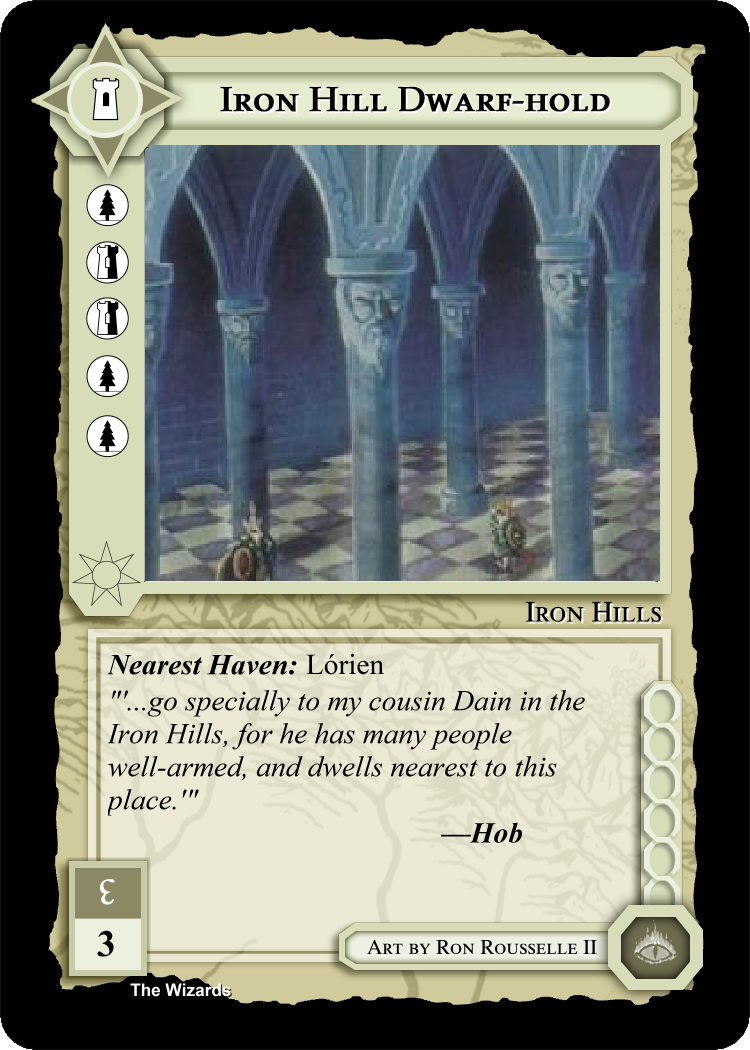 Iron Hill Dwarf-hold
Iron Hills
Nearest Haven: Lórien
"'...go specially to my cousin Dain in the
Iron Hills, for he has many people
well-armed, and dwells nearest to this
place.'"
—Hob
3
Art by Ron Rousselle II
The Wizards